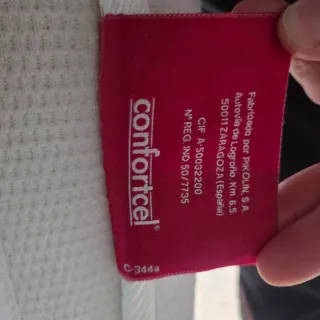 Fabricado por PIKOLIN, S.A.
Autovía de Logroño, Km. 6,5
50011 ZARAGOZA (España)
CIF A-50032200
Nº REG. IND 50/7735
confortcel®
C-344a